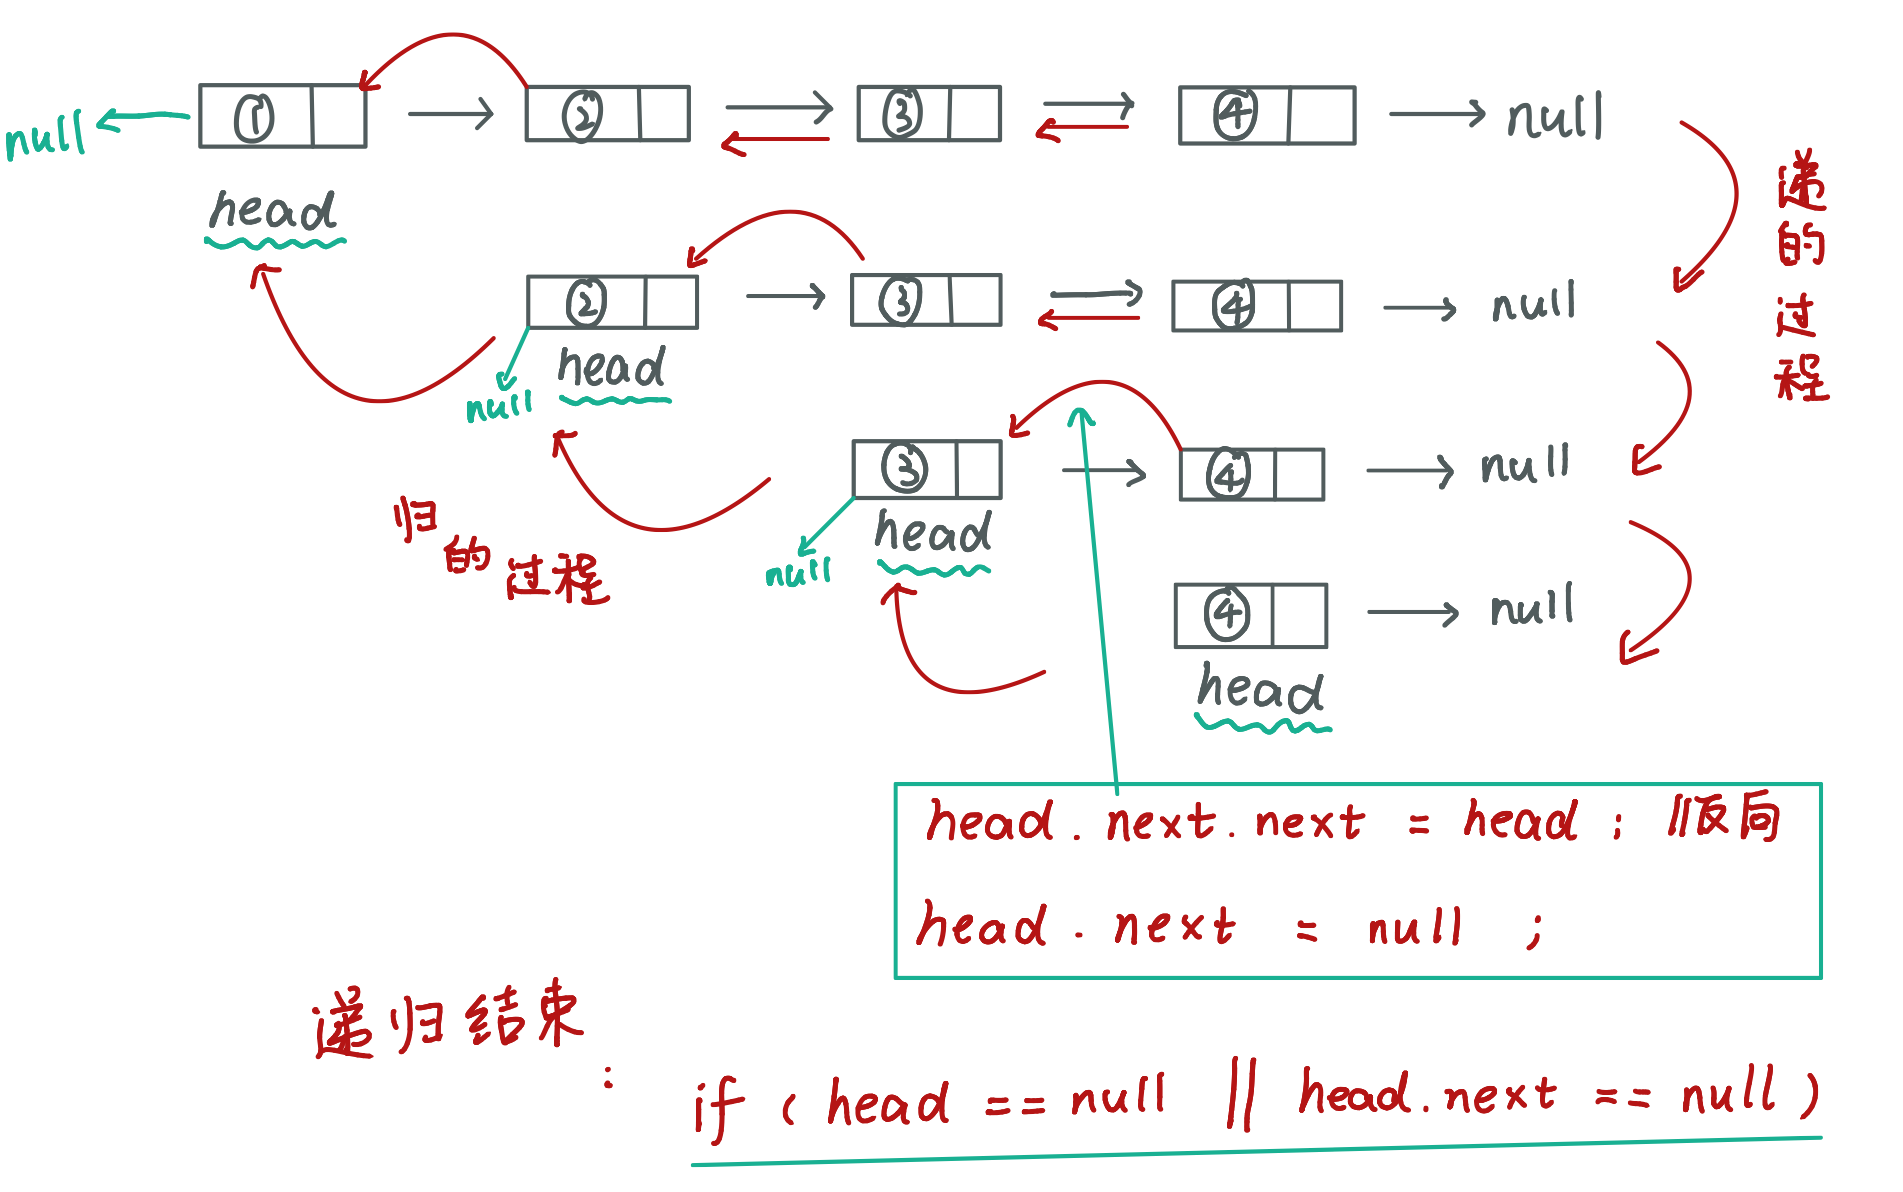 null ① ② ③ ④ null
head
② ③ ④ null
null head
③ ④ null
null head
④ null
head
递的过程
归的过程
head.next.next = head; //反向
head.next = null ;
递归结束:
if ( head == null || head.next == null )